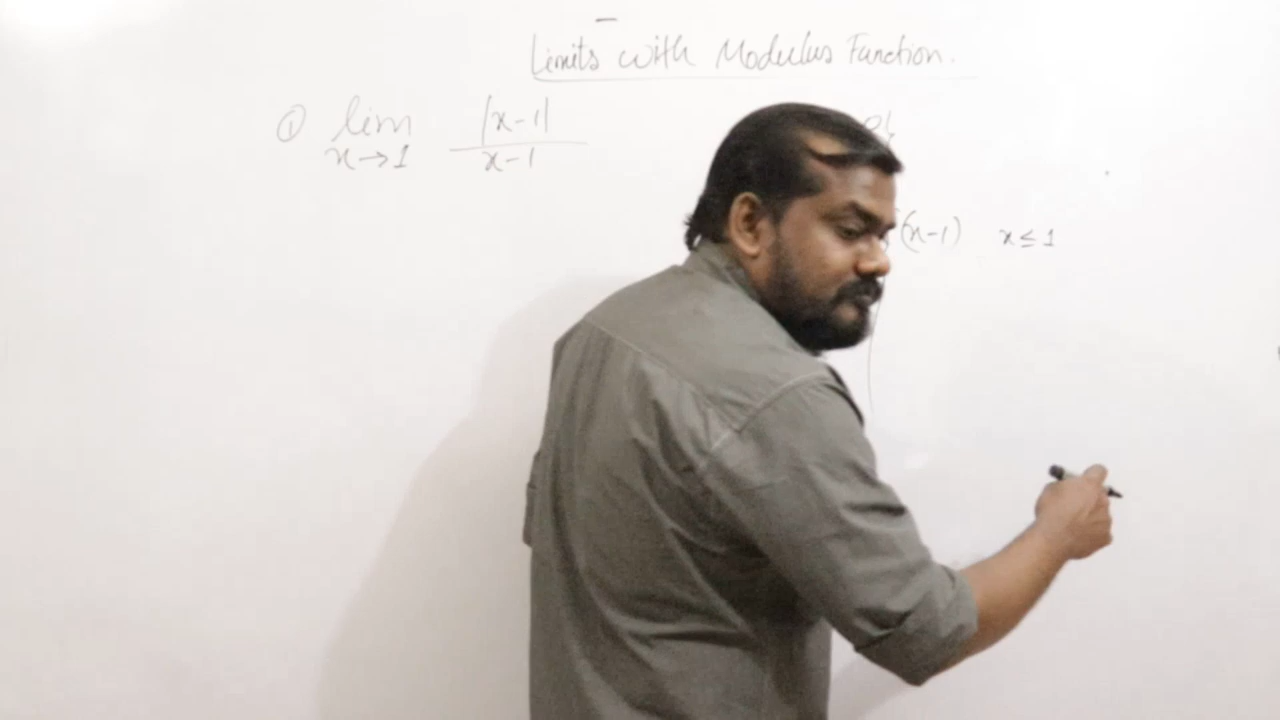 Limits with Modulus Function.
① lim |x-1|
x→1 x-1
(x-1) x≤1